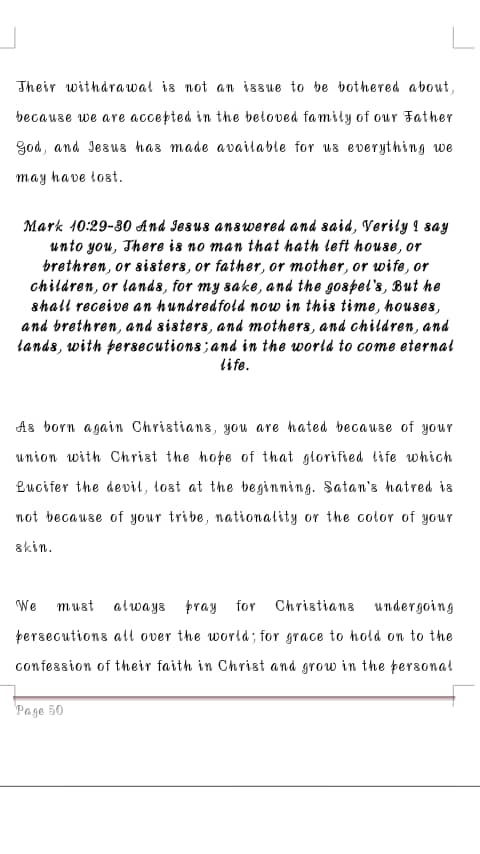 Their withdrawal is not an issue to be bothered about,
because we are accepted in the beloved family of our Father
God, and Jesus has made available for us everything we
may have lost.
Mark 10:29-30 And Jesus answered and said, Verily I say
unto you, There is no man that hath left house, or
brethren, or sisters, or father, or mother, or wife, or
children, or lands, for my sake, and the gospel's, But he
shall receive an hundredfold now in this time, houses,
and brethren, and sisters, and mothers, and children, and
lands, with persecutions; and in the world to come eternal
life.
As born again Christians, you are hated because of your
union with Christ the hope of that glorified life which
Lucifer the devil, lost at the beginning. Satan's hatred is
not because of your tribe, nationality or the color of your
skin.
We must always pray for Christians undergoing
persecutions all over the world; for grace to hold on to the
confession of their faith in Christ and grow in the personal
Page 50